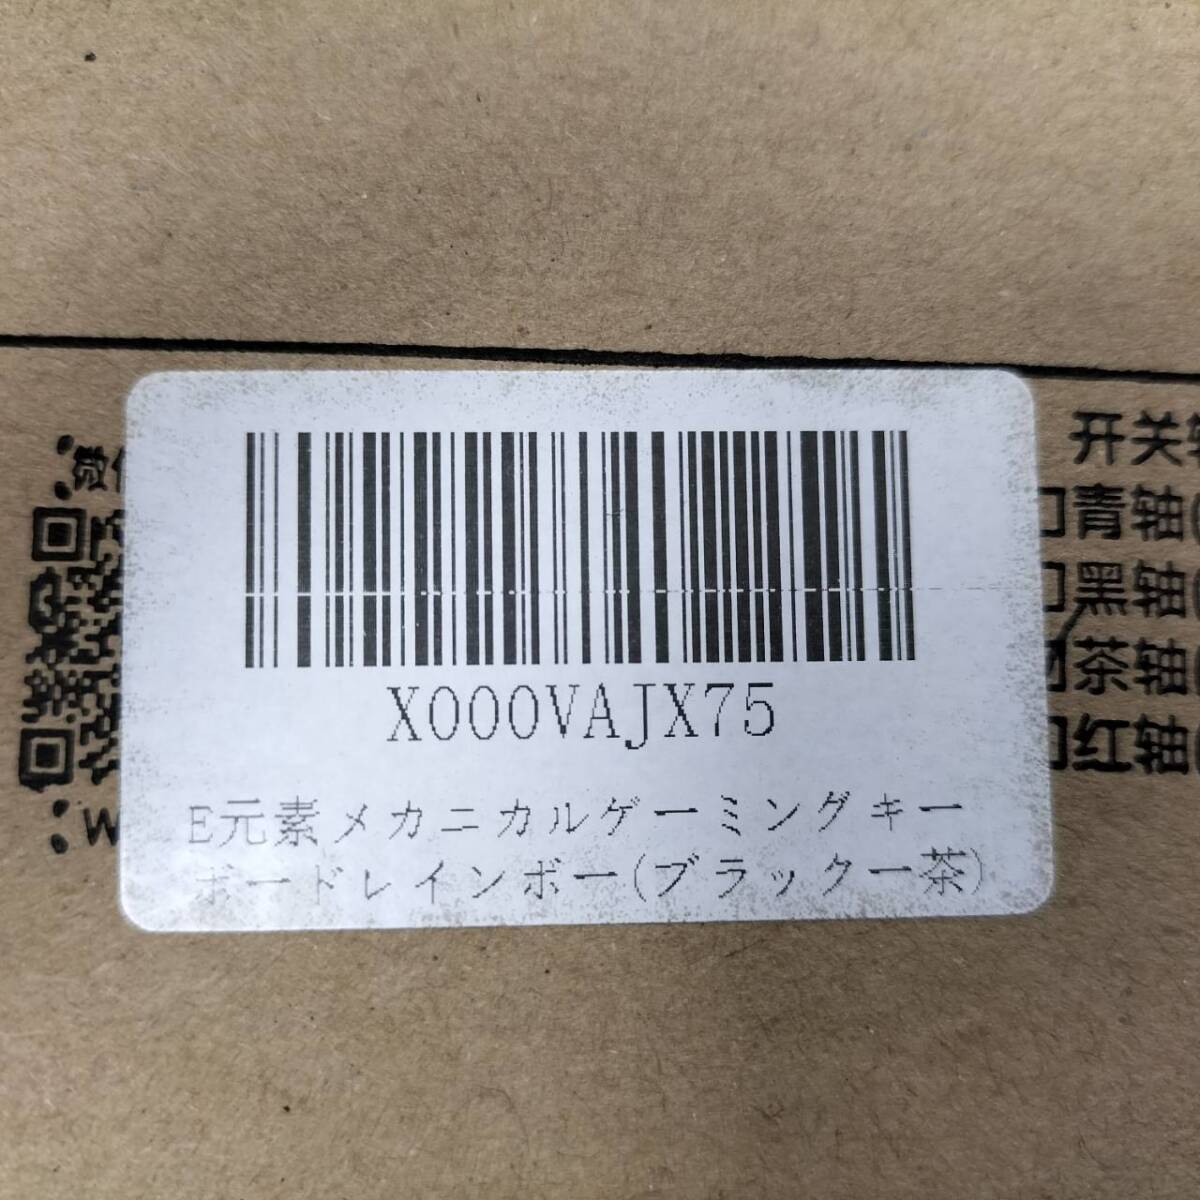 X000VAJX75
E元素メカニカルゲーミングキー
ボードレインボー(ブラックー茶)
微
W
开关
青轴(
黑轴(
茶轴(
红轴(